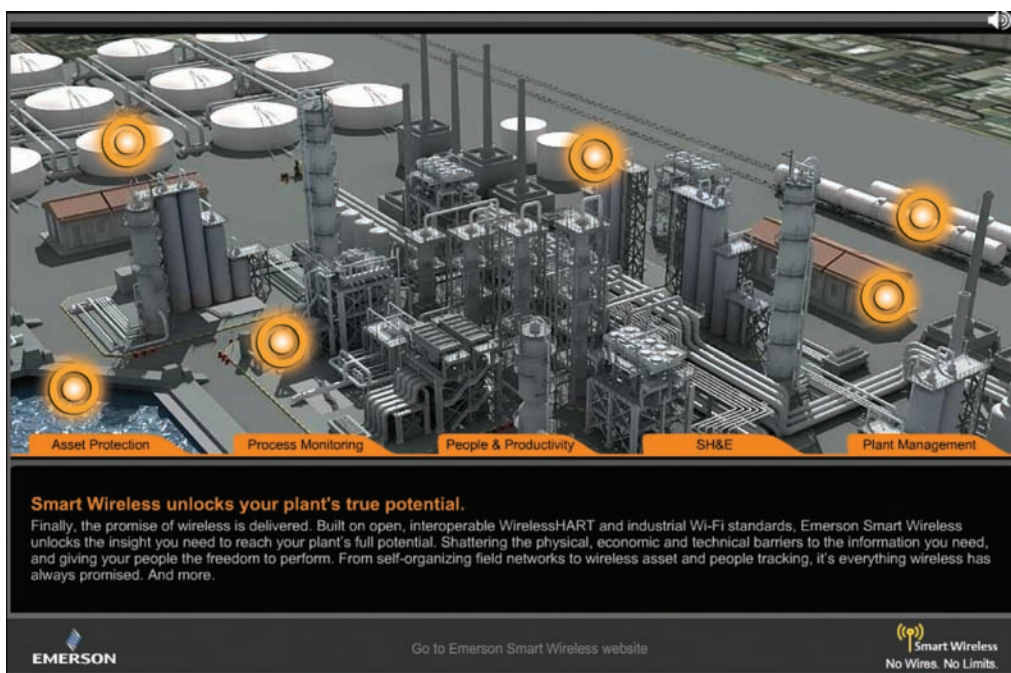 Asset Protection
Process Monitoring
People & Productivity
SH&E
Plant Management
Smart Wireless unlocks your plant's true potential.
Finally, the promise of wireless is delivered. Built on open, interoperable WirelessHART and industrial Wi-Fi standards, Emerson Smart Wireless
unlocks the insight you need to reach your plant's full potential. Shattering the physical, economic and technical barriers to the information you need,
and giving your people the freedom to perform. From self-organizing field networks to wireless asset and people tracking, it's everything wireless has
always promised. And more.
EMERSON
Go to Emerson Smart Wireless website
Smart Wireless
No Wires. No Limits.